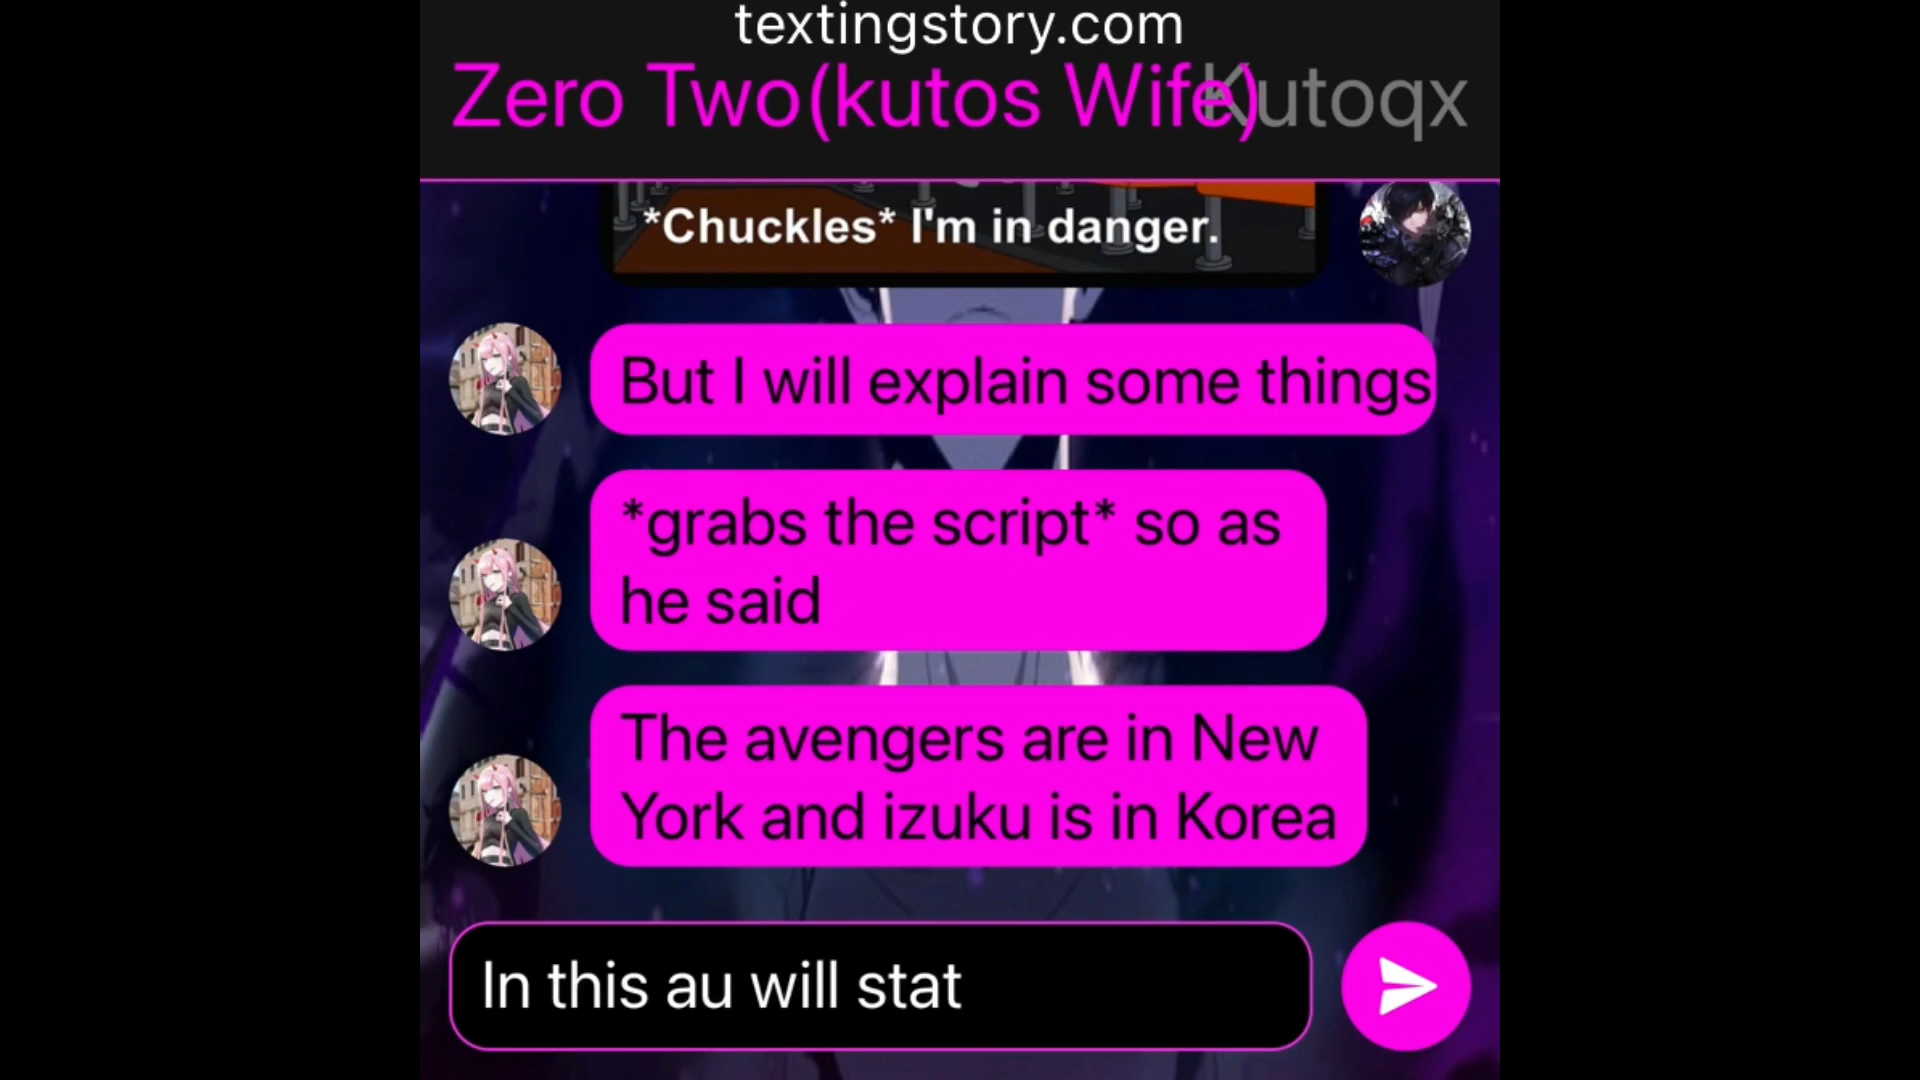 textingstory.com
Zero Two(kutos Wife) Kutoqx
*Chuckles* I'm in danger.
But I will explain some things
*grabs the script* so as
he said
The avengers are in New
York and izuku is in Korea
In this au will stat